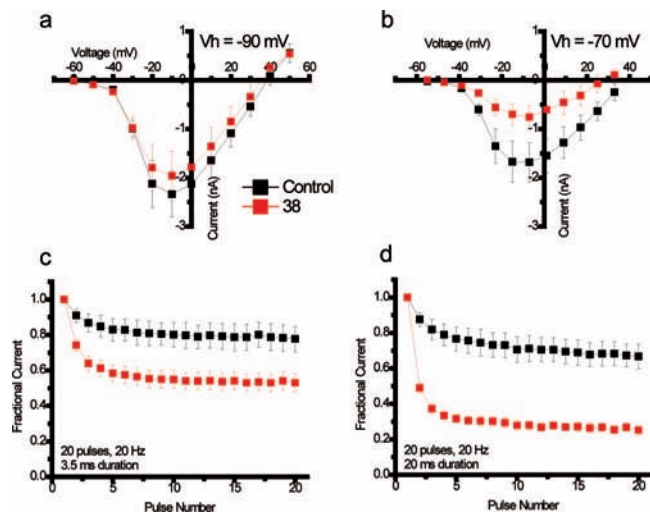 a
Vh = -90 mV
Voltage (mV)
-60 -40 -20 0 20 40 60
-1
-2
-3
Current (nA)
Control
38
b
Vh = -70 mV
Voltage (mV)
-60 -40 -20 0 20 40
-1
-2
-3
Current (nA)
c
Fractional Current
1.0
0.8
0.6
0.4
0.2
0.0
20 pulses, 20 Hz
3.5 ms duration
0 5 10 15 20
Pulse Number
d
Fractional Current
1.0
0.8
0.6
0.4
0.2
0.0
20 pulses, 20 Hz
20 ms duration
0 5 10 15 20
Pulse Number